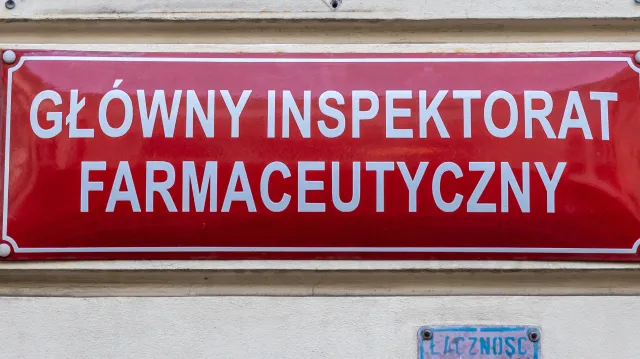 GŁÓWNY INSPEKTORAT
FARMACEUTYCZNY
ŁĄCZNOŚĆ